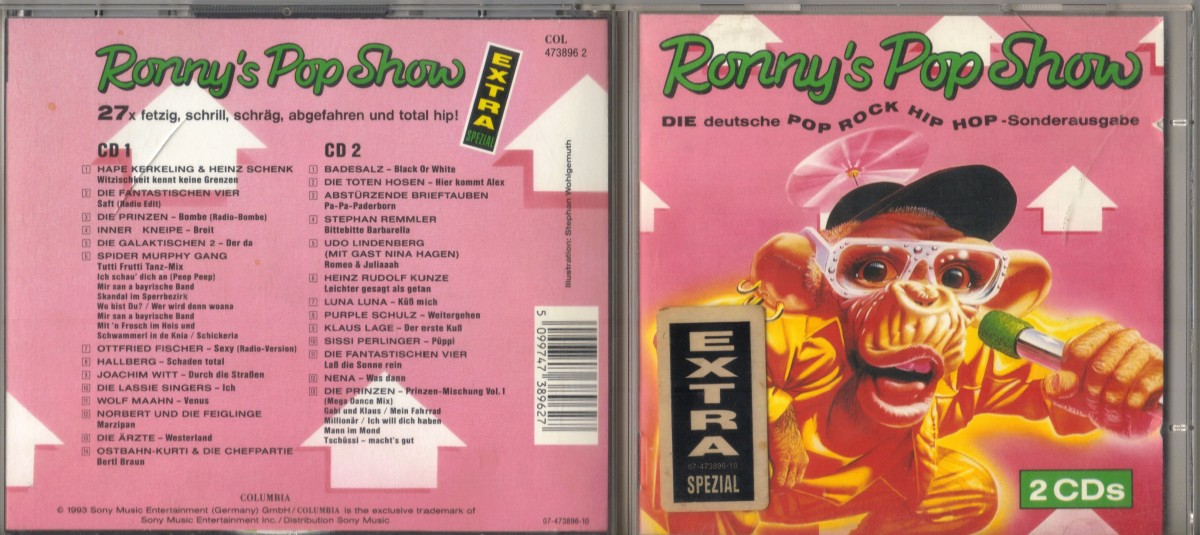 Ronny's Pop Show
EXTRA
SPEZIAL
COL
473896 2
27x fetzig, schrill, schräg, abgefahren und total hip!
CD 1
1 HAPE KERKELING & HEINZ SCHENK
Witzischkeit kennt keine Grenzen
2 DIE FANTASTISCHEN VIER
Saft (Radio Edit)
3 DIE PRINZEN – Bombe (Radio-Bombe)
4 INNER KNEIPE – Breit
5 DIE GALAKTISCHEN 2 – Der da
6 SPIDER MURPHY GANG
Tutti Frutti Tanz-Mix
Ich schau' dich an (Peep Peep)
Mir san a bayrische Band
Skandal im Sperrbezirk
Wo bist Du? / Wer wird denn woana
Mir san a bayrische Band
Mit 'n Frosch im Hois und
Schwammerl in de Knia / Schickeria
7 OTTFRIED FISCHER – Sexy (Radio-Version)
8 HALLBERG – Schaden total
9 JOACHIM WITT – Durch die Straßen
10 DIE LASSIE SINGERS – Ich
11 WOLF MAAHN – Venus
12 NORBERT UND DIE FEIGLINGE
Marzipan
13 DIE ÄRZTE – Westerland
14 OSTBAHN-KURTI & DIE CHEFPARTIE
Bertl Braun
CD 2
1 BADESALZ – Black Or White
2 DIE TOTEN HOSEN – Hier kommt Alex
3 ABSTÜRZENDE BRIEFTAUBEN
Pa-Pa-Paderborn
4 STEPHAN REMMLER
Bittebitte Barbarella
5 UDO LINDENBERG
(MIT GAST NINA HAGEN)
Romeo & Juliaaah
6 HEINZ RUDOLF KUNZE
Leichter gesagt als getan
7 LUNA LUNA – Küß mich
8 PURPLE SCHULZ – Weitergehen
9 KLAUS LAGE – Der erste Kuß
10 SISSI PERLINGER – Püppi
11 DIE FANTASTISCHEN VIER
Laß die Sonne rein
12 NENA – Was dann
13 DIE PRINZEN – Prinzen-Mischung Vol. 1
(Mega Dance Mix)
Gabi und Klaus / Mein Fahrrad
Millionär / Ich will dich haben
Mann im Mond
Tschüssi – macht's gut
Illustration: Stephan Wohlgemuth
5 099747 389627
COLUMBIA
© 1993 Sony Music Entertainment (Germany) GmbH/COLUMBIA is the exclusive trademark of
Sony Music Entertainment Inc./Distribution Sony Music
07-473896-10
Ronny's Pop Show
DIE deutsche POP ROCK HIP HOP -Sonderausgabe
EXTRA
07-473896-10
SPEZIAL
2 CDs